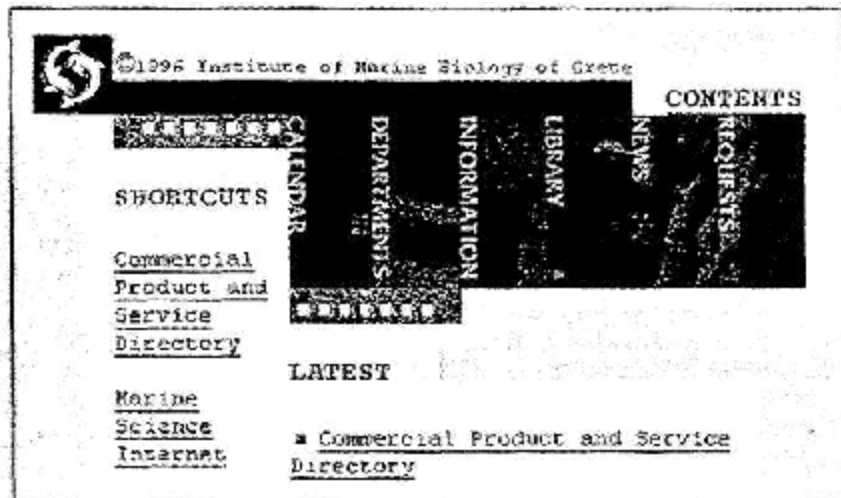 ©1996 Institute of Marine Biology of Crete
CONTENTS
CALENDAR
DEPARTMENTS
INFORMATION
LIBRARY
NEWS
REQUESTS
SHORTCUTS
Commercial
Product and
Service
Directory
Marine
Science
Internet
LATEST
Commercial Product and Service
Directory